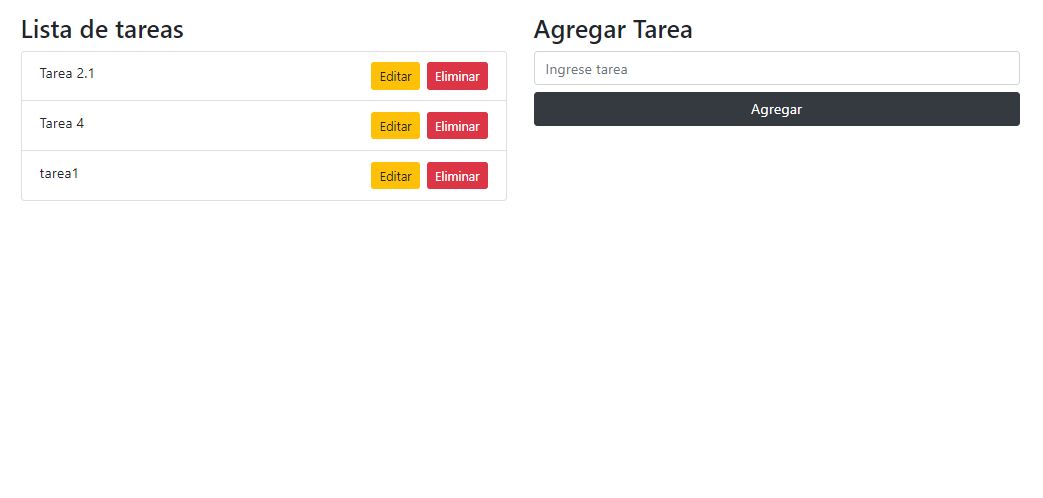 Lista de tareas
Tarea 2.1 Editar Eliminar
Tarea 4 Editar Eliminar
tarea1 Editar Eliminar
Agregar Tarea
Ingrese tarea
Agregar